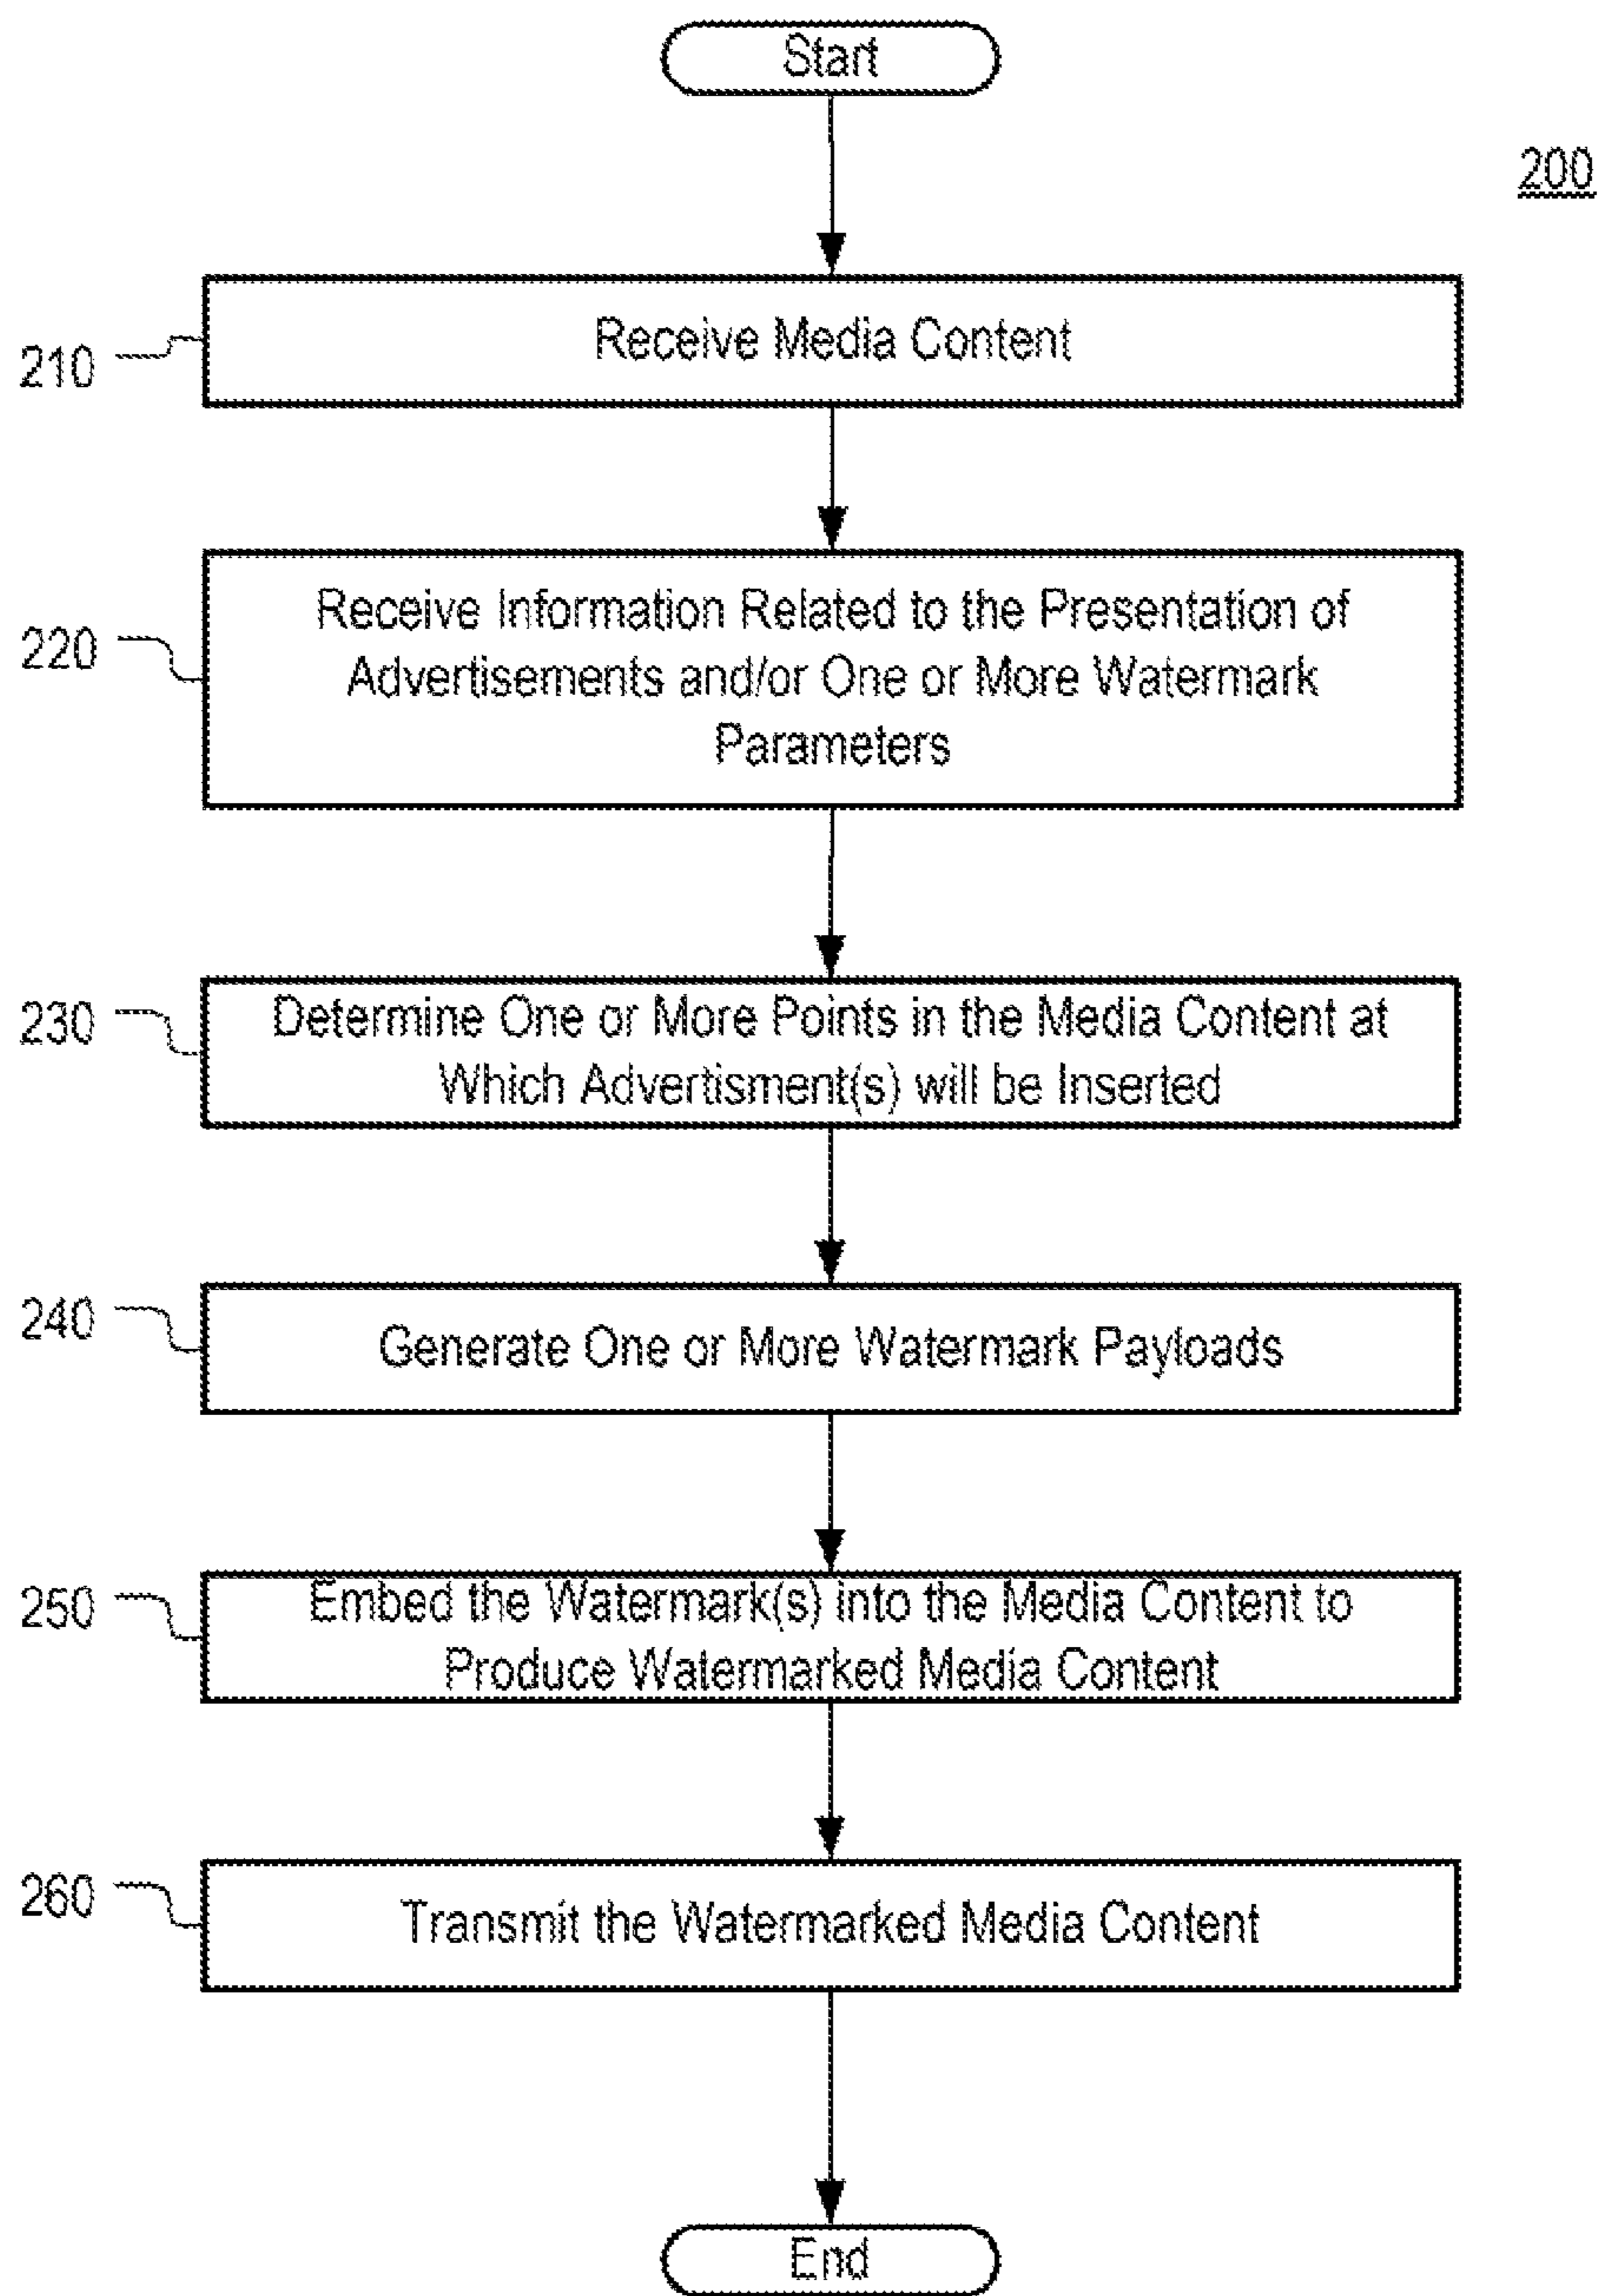 Start
200
210
Receive Media Content
220
Receive Information Related to the Presentation of
Advertisements and/or One or More Watermark
Parameters
230
Determine One or More Points in the Media Content at
Which Advertisment(s) will be Inserted
240
Generate One or More Watermark Payloads
250
Embed the Watermark(s) into the Media Content to
Produce Watermarked Media Content
260
Transmit the Watermarked Media Content
End